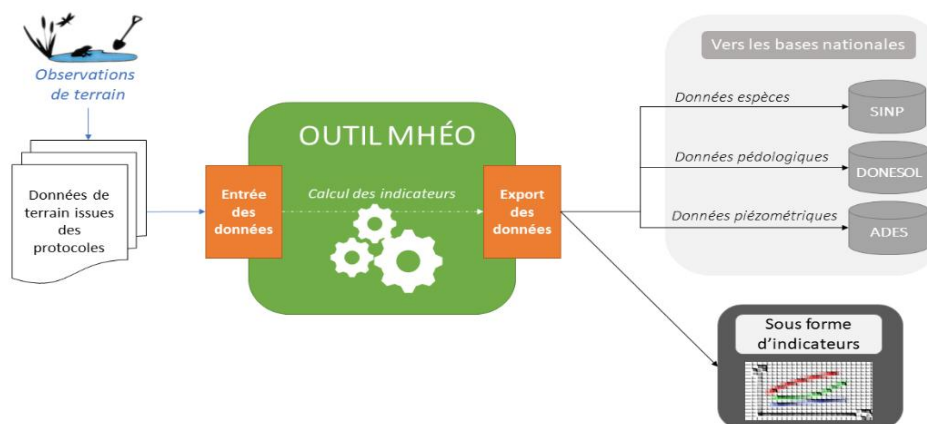 Observations
de terrain
Données de
terrain issues
des
protocoles
OUTIL MHÉO
Entrée
des
données
Calcul des indicateurs
Export
des
données
Vers les bases nationales
Données espèces
SINP
Données pédologiques
DONESOL
Données piézométriques
ADES
Sous forme
d'indicateurs